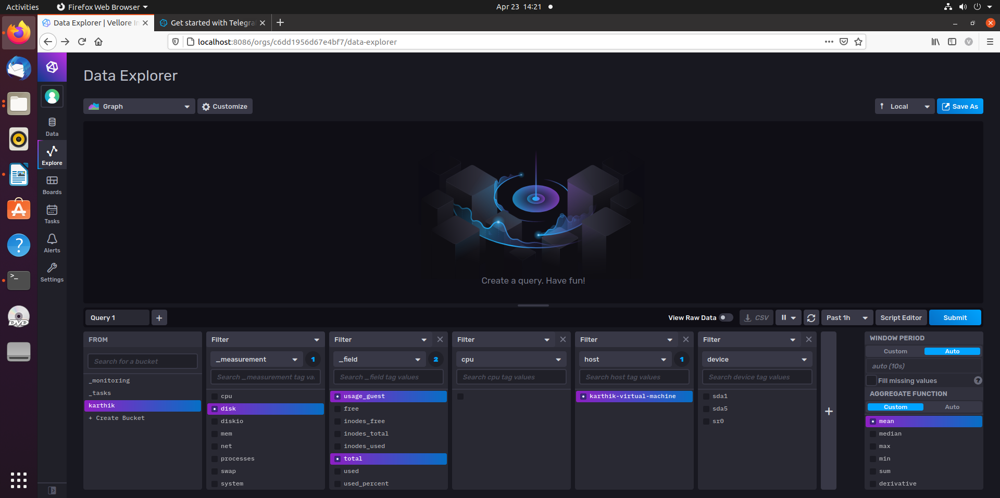 Activities
Firefox Web Browser
Apr 23 14:21
Data Explorer | Vellore In
Get started with Telegra
localhost:8086/orgs/c6dd1956d67e4bf7/data-explorer
V
Data
Explore
Boards
Tasks
Alerts
Settings
DVD
Data Explorer
Graph
Customize
Local
Save As
Create a query. Have fun!
Query 1
+
View Raw Data
CSV
Past 1h
Script Editor
Submit
FROM
Search for a bucket
_monitoring
_tasks
karthik
+ Create Bucket
Filter
_measurement
1
Search _measurement tag va
cpu
disk
diskio
mem
net
processes
swap
system
Filter
_field
2
Search _field tag values
usage_guest
free
inodes_free
inodes_total
inodes_used
total
used
used_percent
Filter
cpu
Search cpu tag values
Filter
host
1
Search host tag values
karthik-virtual-machine
Filter
device
Search device tag values
sda1
sda5
sr0
+
WINDOW PERIOD
Custom
Auto
auto (10s)
Fill missing values
?
AGGREGATE FUNCTION
Custom
Auto
mean
median
max
min
sum
derivative